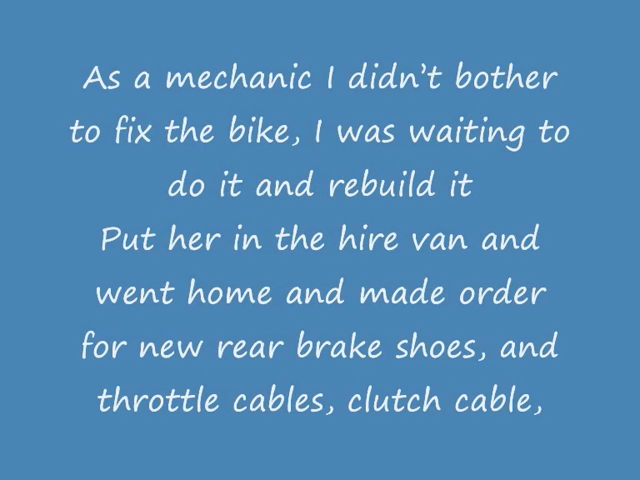 As a mechanic I didn't bother
to fix the bike, I was waiting to
do it and rebuild it
Put her in the hire van and
went home and made order
for new rear brake shoes, and
throttle cables, clutch cable,